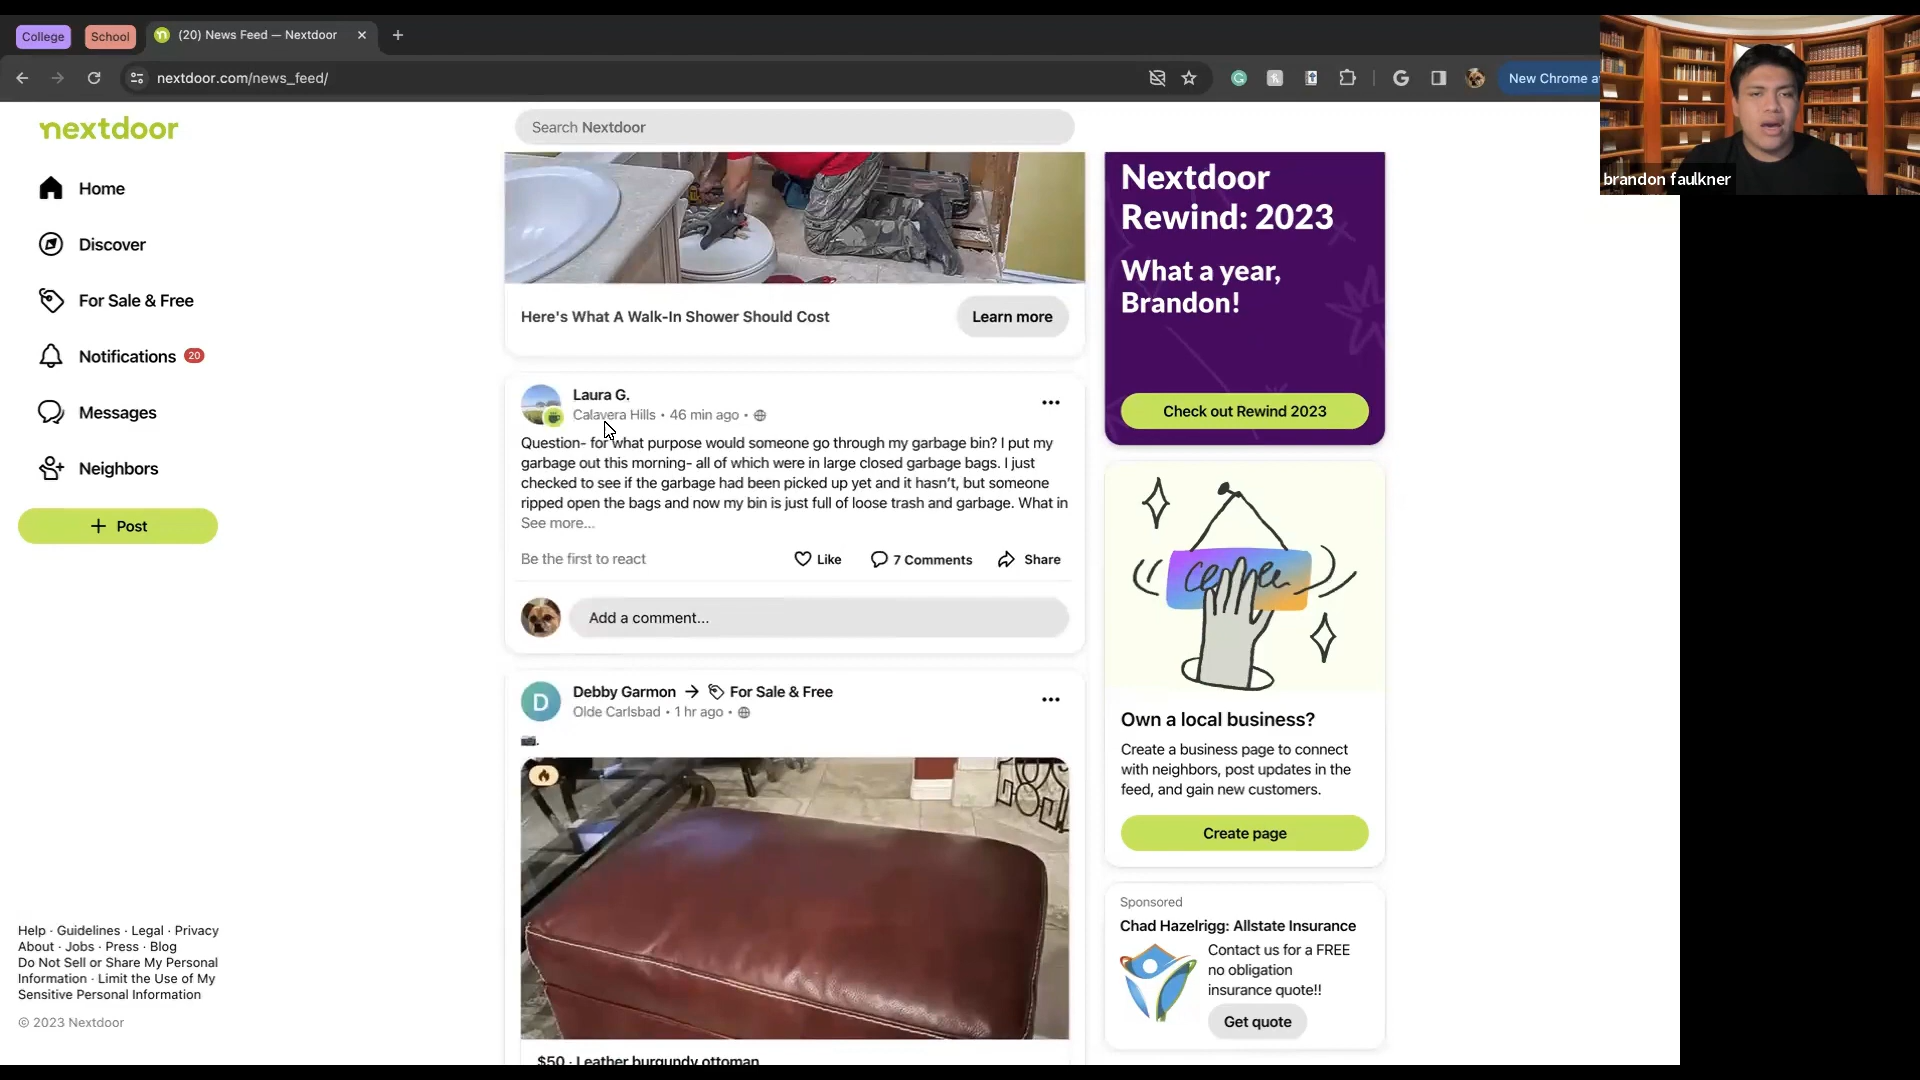 College
School
(20) News Feed — Nextdoor
nextdoor.com/news_feed/
New Chrome a
brandon faulkner
nextdoor
Search Nextdoor
Home
Discover
For Sale & Free
Notifications 20
Messages
Neighbors
+ Post
Here's What A Walk-In Shower Should Cost
Learn more
Laura G.
Calavera Hills • 46 min ago •
Question- for what purpose would someone go through my garbage bin? I put my
garbage out this morning- all of which were in large closed garbage bags. I just
checked to see if the garbage had been picked up yet and it hasn't, but someone
ripped open the bags and now my bin is just full of loose trash and garbage. What in
See more...
Be the first to react
Like
7 Comments
Share
Add a comment...
D
Debby Garmon → For Sale & Free
Olde Carlsbad • 1 hr ago •
$50 · Leather burgundy ottoman
Nextdoor
Rewind: 2023
What a year,
Brandon!
Check out Rewind 2023
Own a local business?
Create a business page to connect
with neighbors, post updates in the
feed, and gain new customers.
Create page
Sponsored
Chad Hazelrigg: Allstate Insurance
Contact us for a FREE
no obligation
insurance quote!!
Get quote
Help · Guidelines · Legal · Privacy
About · Jobs · Press · Blog
Do Not Sell or Share My Personal
Information · Limit the Use of My
Sensitive Personal Information
© 2023 Nextdoor